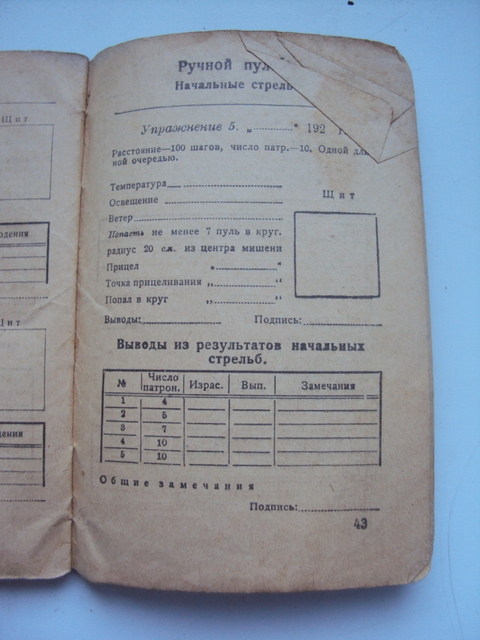 Щит
Щит
Ручной
Начальные
Упражнение 5. „ “ 192
Расстояние—100 шагов, число патр.—10. Одной
ной очередью.
Температура
Освещение
Щит
Ветер
Попасть не менее 7 пуль в круг.
радиус 20 см. из центра мишени
Прицел „ “
Точка прицеливания „ “
Попал в круг „ “
Выводы: Подпись:
Выводы из результатов начальных
стрельб.
№ Число патрон. Израс. Вып. Замечания
1 4
2 5
3 7
4 10
5 10
Общие замечания
Подпись:
43